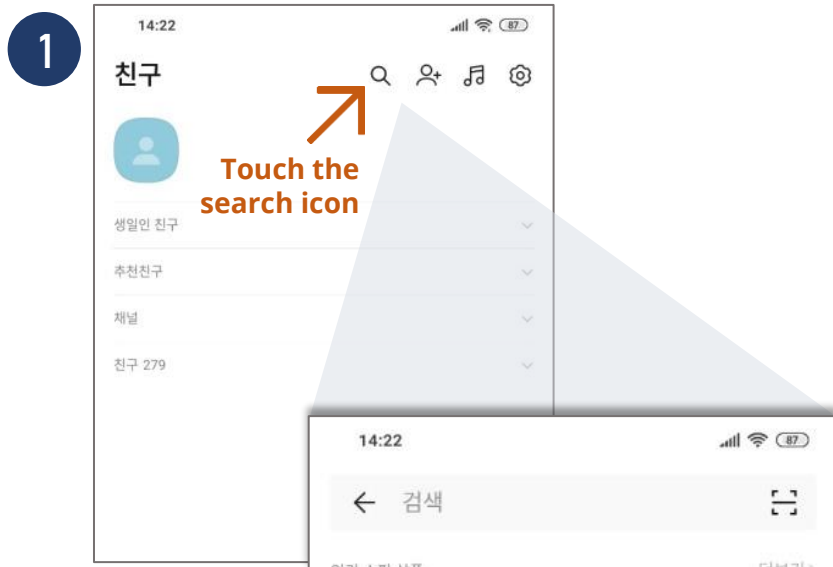 1
14:22
87
친구
Touch the
search icon
생일인 친구
추천친구
채널
친구 279
14:22
87
검색